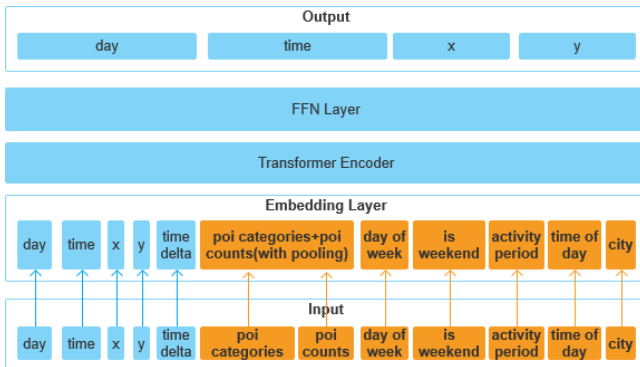 Output
day time x y
FFN Layer
Transformer Encoder
Embedding Layer
day time x y time delta poi categories+poi counts(with pooling) day of week is weekend activity period time of day city
Input
day time x y time delta poi categories poi counts day of week is weekend activity period time of day city